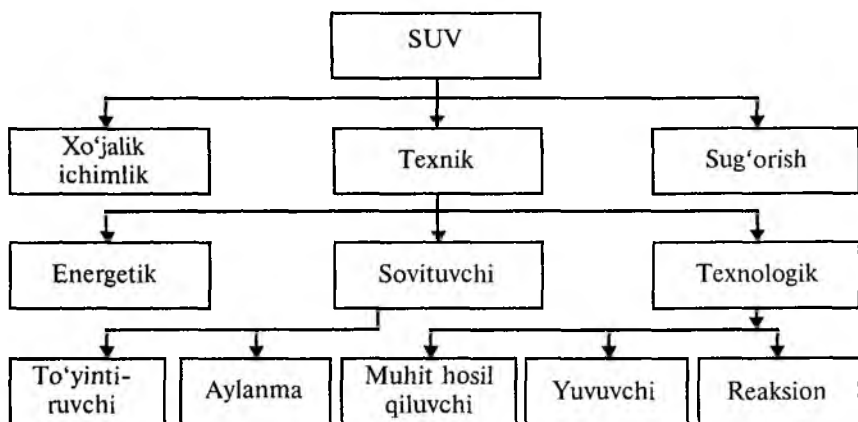 SUV
Xo‘jalik
ichimlik
Texnik
Sug‘orish
Energetik
Sovituvchi
Texnologik
To‘yinti-
ruvchi
Aylanma
Muhit hosil
qiluvchi
Yuvuvchi
Reaksion